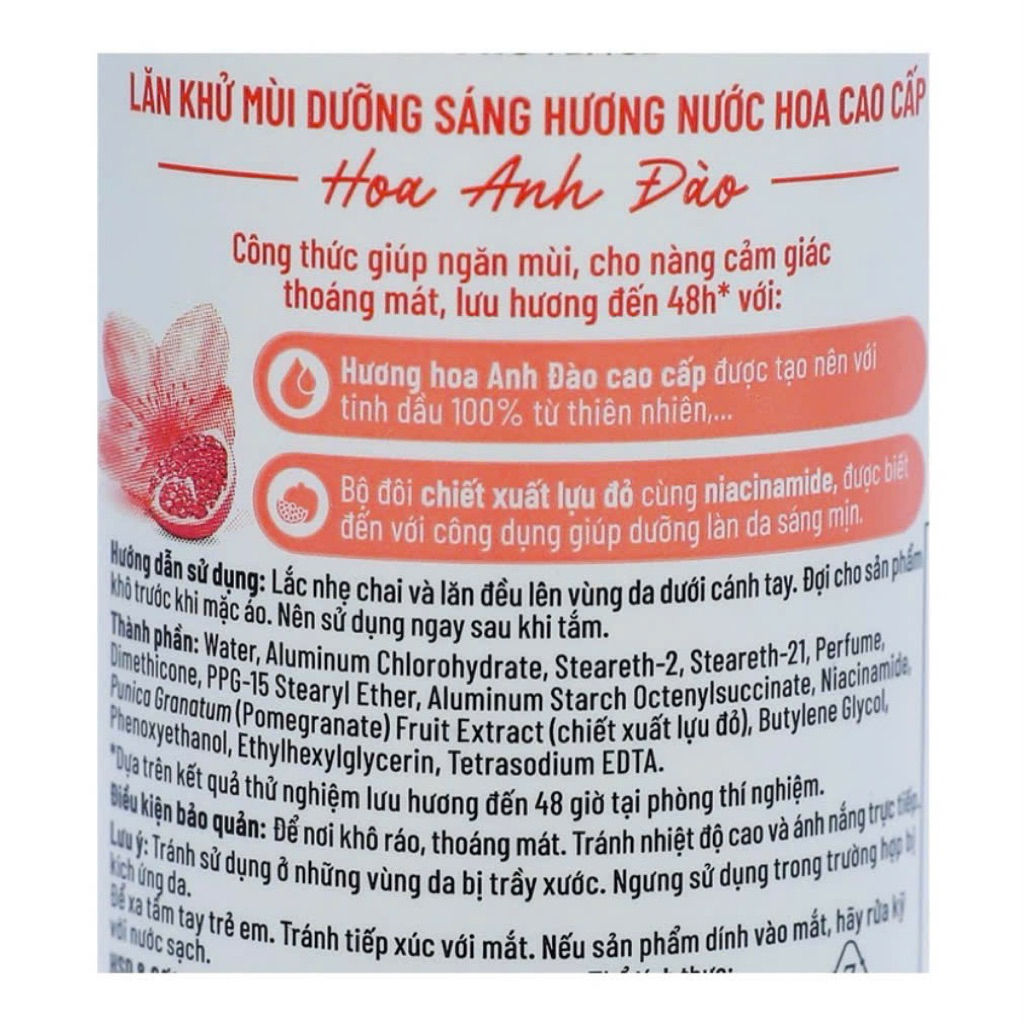 LĂN KHỬ MÙI DƯỠNG SÁNG HƯƠNG NƯỚC HOA CAO CẤP
Hoa Anh Đào
Công thức giúp ngăn mùi, cho nàng cảm giác
thoáng mát, lưu hương đến 48h* với:
Hương hoa Anh Đào cao cấp được tạo nên với
tinh dầu 100% từ thiên nhiên,...
Bộ đôi chiết xuất lựu đỏ cùng niacinamide, được biết
đến với công dụng giúp dưỡng làn da sáng mịn.
Hướng dẫn sử dụng: Lắc nhẹ chai và lăn đều lên vùng da dưới cánh tay. Đợi cho sản phẩm
khô trước khi mặc áo. Nên sử dụng ngay sau khi tắm.
Thành phần: Water, Aluminum Chlorohydrate, Steareth-2, Steareth-21, Perfume,
Dimethicone, PPG-15 Stearyl Ether, Aluminum Starch Octenylsuccinate, Niacinamide,
Punica Granatum (Pomegranate) Fruit Extract (chiết xuất lựu đỏ), Butylene Glycol,
Phenoxyethanol, Ethylhexylglycerin, Tetrasodium EDTA.
*Dựa trên kết quả thử nghiệm lưu hương đến 48 giờ tại phòng thí nghiệm.
Điều kiện bảo quản: Để nơi khô ráo, thoáng mát. Tránh nhiệt độ cao và ánh nắng trực tiếp.
Lưu ý: Tránh sử dụng ở những vùng da bị trầy xước. Ngưng sử dụng trong trường hợp bị
kích ứng da.
Để xa tầm tay trẻ em. Tránh tiếp xúc với mắt. Nếu sản phẩm dính vào mắt, hãy rửa kỹ
với nước sạch.